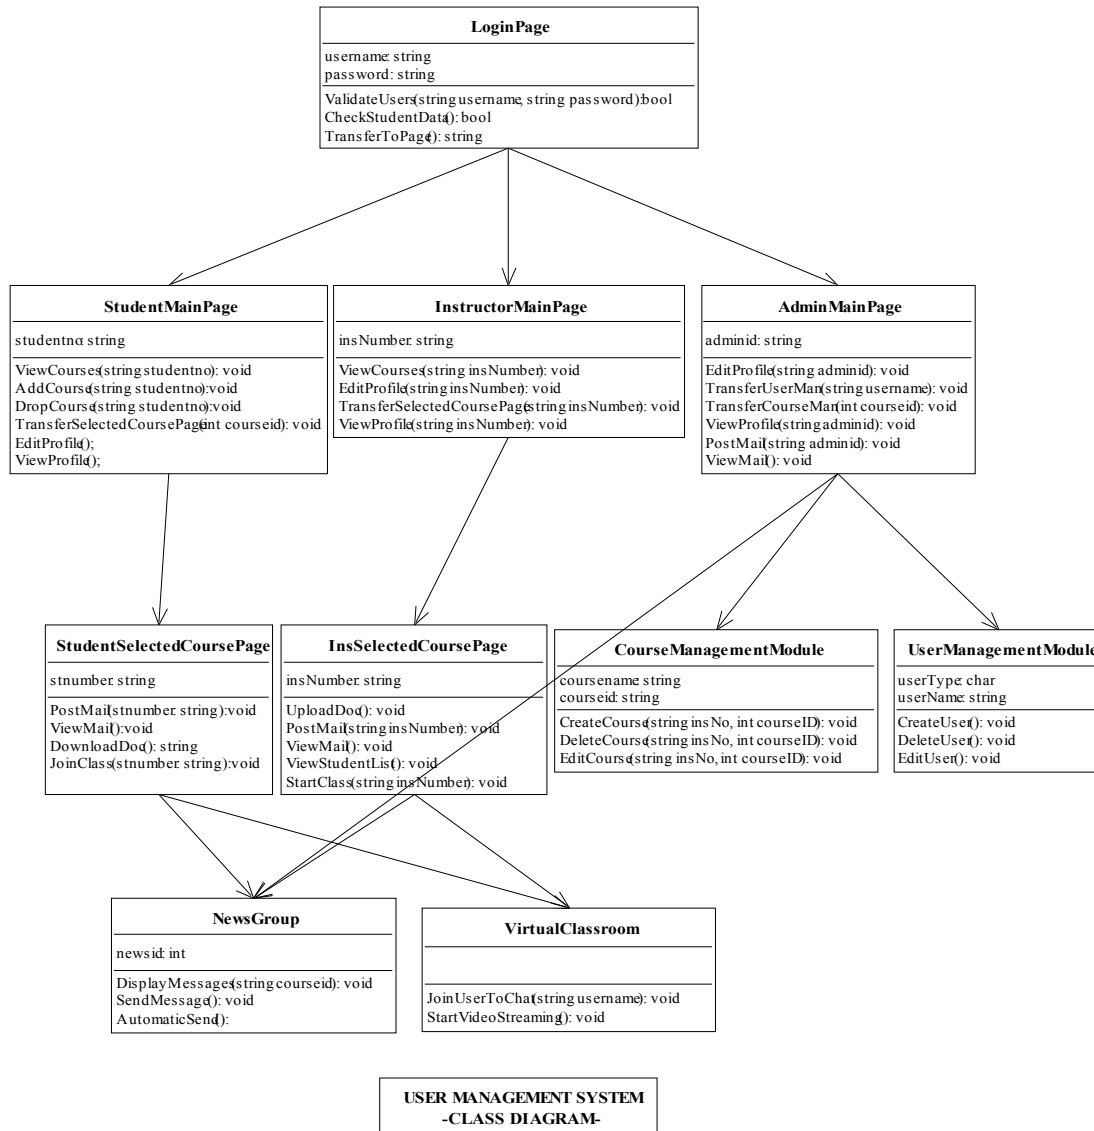 LoginPage
username: string
password: string
ValidateUsers(string username, string password):bool
CheckStudentData(): bool
TransferToPage(): string
StudentMainPage
studentno: string
ViewCourses(string studentno): void
AddCourse(string studentno):void
DropCourse(string studentno):void
TransferSelectedCoursePage(int courseid): void
EditProfile();
ViewProfile();
InstructorMainPage
insNumber: string
ViewCourses(string insNumber): void
EditProfile(string insNumber): void
TransferSelectedCoursePage(string insNumber): void
ViewProfile(string insNumber): void
AdminMainPage
adminid: string
EditProfile(string adminid): void
TransferUserMan(string username): void
TransferCourseMan(int courseid): void
ViewProfile(string adminid): void
PostMail(string adminid): void
ViewMail(): void
StudentSelectedCoursePage
stnumber: string
PostMail(stnumber: string):void
ViewMail():void
DownloadDoc(): string
JoinClass(stnumber: string):void
InsSelectedCoursePage
insNumber: string
UploadDoc(): void
PostMail(string insNumber): void
ViewMail(): void
ViewStudentList(): void
StartClass(string insNumber): void
CourseManagementModule
coursename: string
courseid: string
CreateCourse(string insNo, int courseID): void
DeleteCourse(string insNo, int courseID): void
EditCourse(string insNo, int courseID): void
UserManagementModule
userType: char
userName: string
CreateUser(): void
DeleteUser(): void
EditUser(): void
NewsGroup
newsid: int
DisplayMessages(string courseid): void
SendMessage(): void
AutomaticSend():
VirtualClassroom
JoinUserToChat(string username): void
StartVideoStreaming(): void
USER MANAGEMENT SYSTEM
-CLASS DIAGRAM-